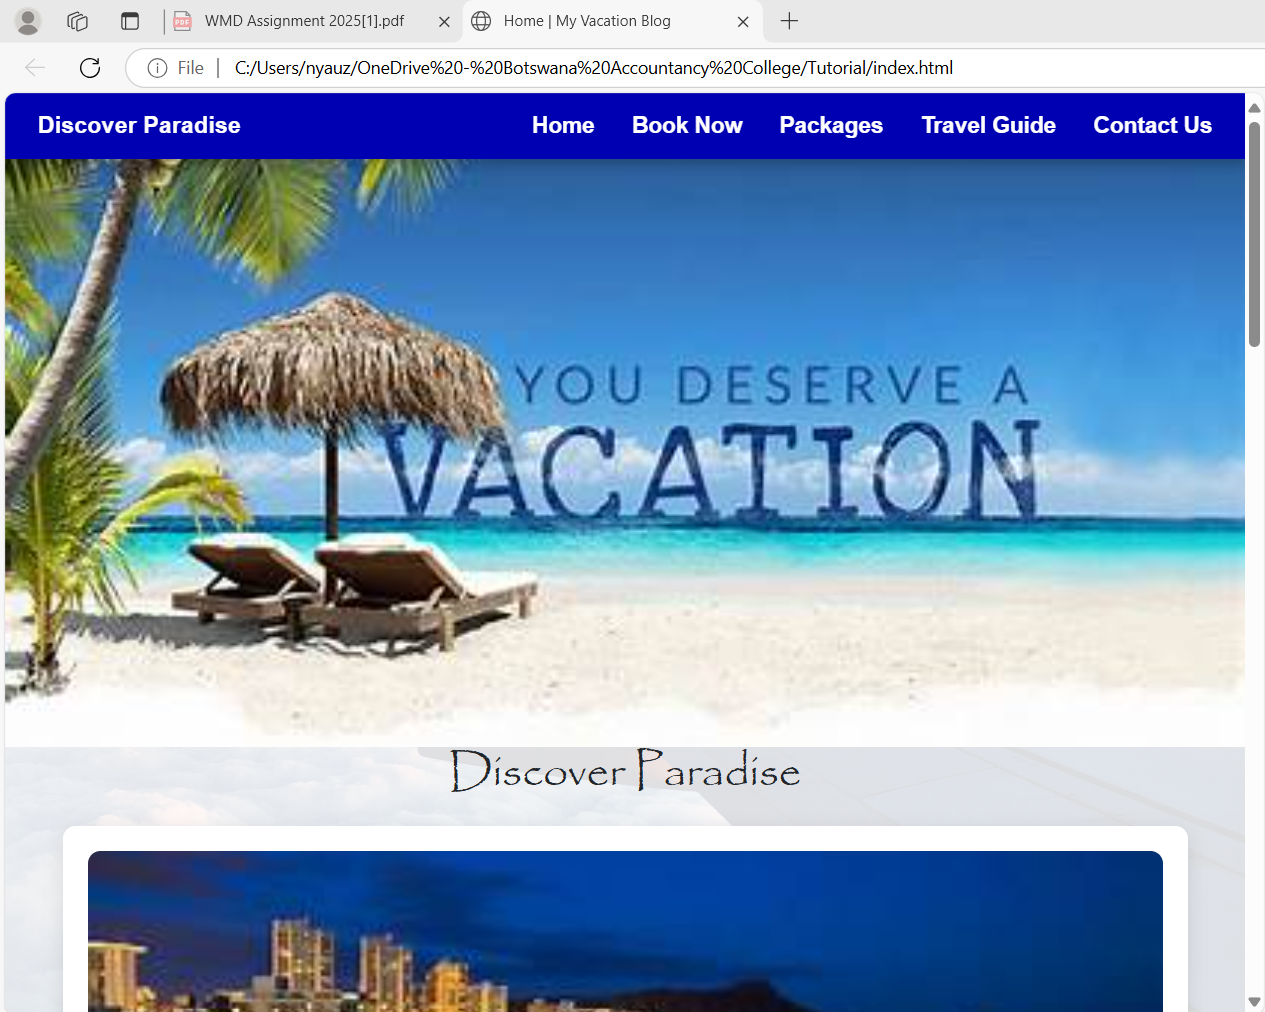 WMD Assignment 2025[1].pdf
Home | My Vacation Blog
File
C:/Users/nyauz/OneDrive%20-%20Botswana%20Accountancy%20College/Tutorial/index.html
Discover Paradise
Home Book Now Packages Travel Guide Contact Us
YOU DESERVE A
VACATION
Discover Paradise